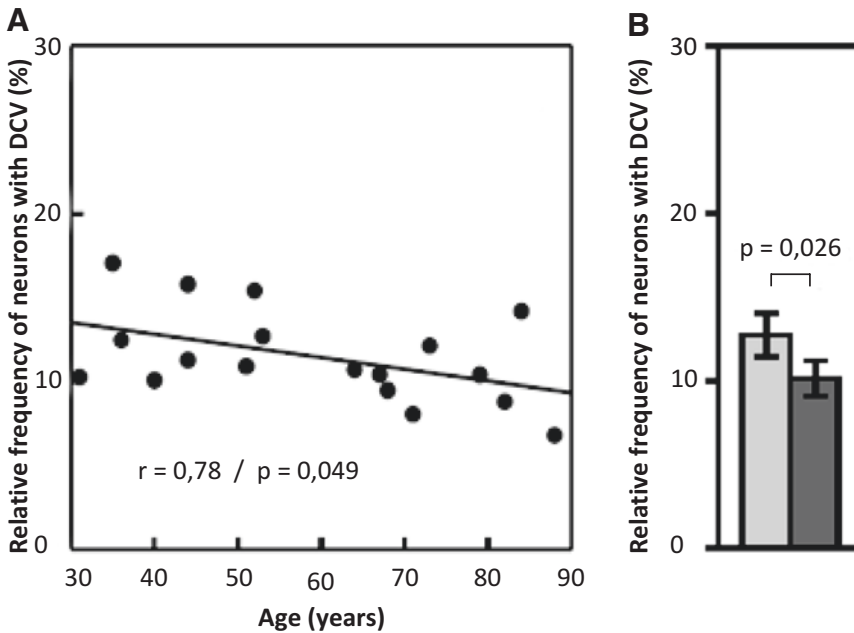 A
Relative frequency of neurons with DCV (%)
30
20
10
0
r = 0,78 / p = 0,049
30 40 50 60 70 80 90
Age (years)
B
Relative frequency of neurons with DCV (%)
30
20
10
0
p = 0,026